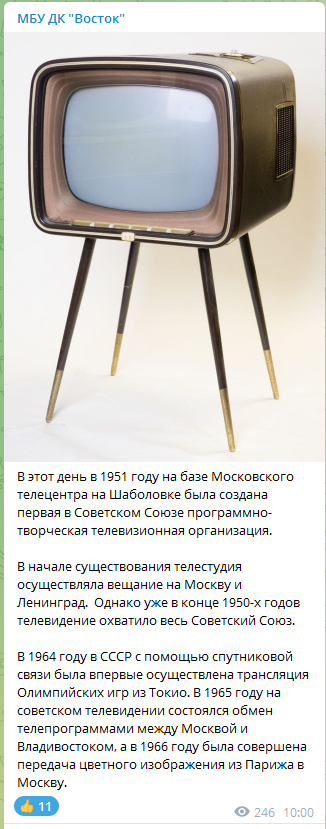 МБУ ДК "Восток"
В этот день в 1951 году на базе Московского
телецентра на Шаболовке была создана
первая в Советском Союзе программно-
творческая телевизионная организация.
В начале существования телестудия
осуществляла вещание на Москву и
Ленинград.  Однако уже в конце 1950-х годов
телевидение охватило весь Советский Союз.
В 1964 году в СССР с помощью спутниковой
связи была впервые осуществлена трансляция
Олимпийских игр из Токио. В 1965 году на
советском телевидении состоялся обмен
телепрограммами между Москвой и
Владивостоком, а в 1966 году была совершена
передача цветного изображения из Парижа в
Москву.
👍 11
246 10:00